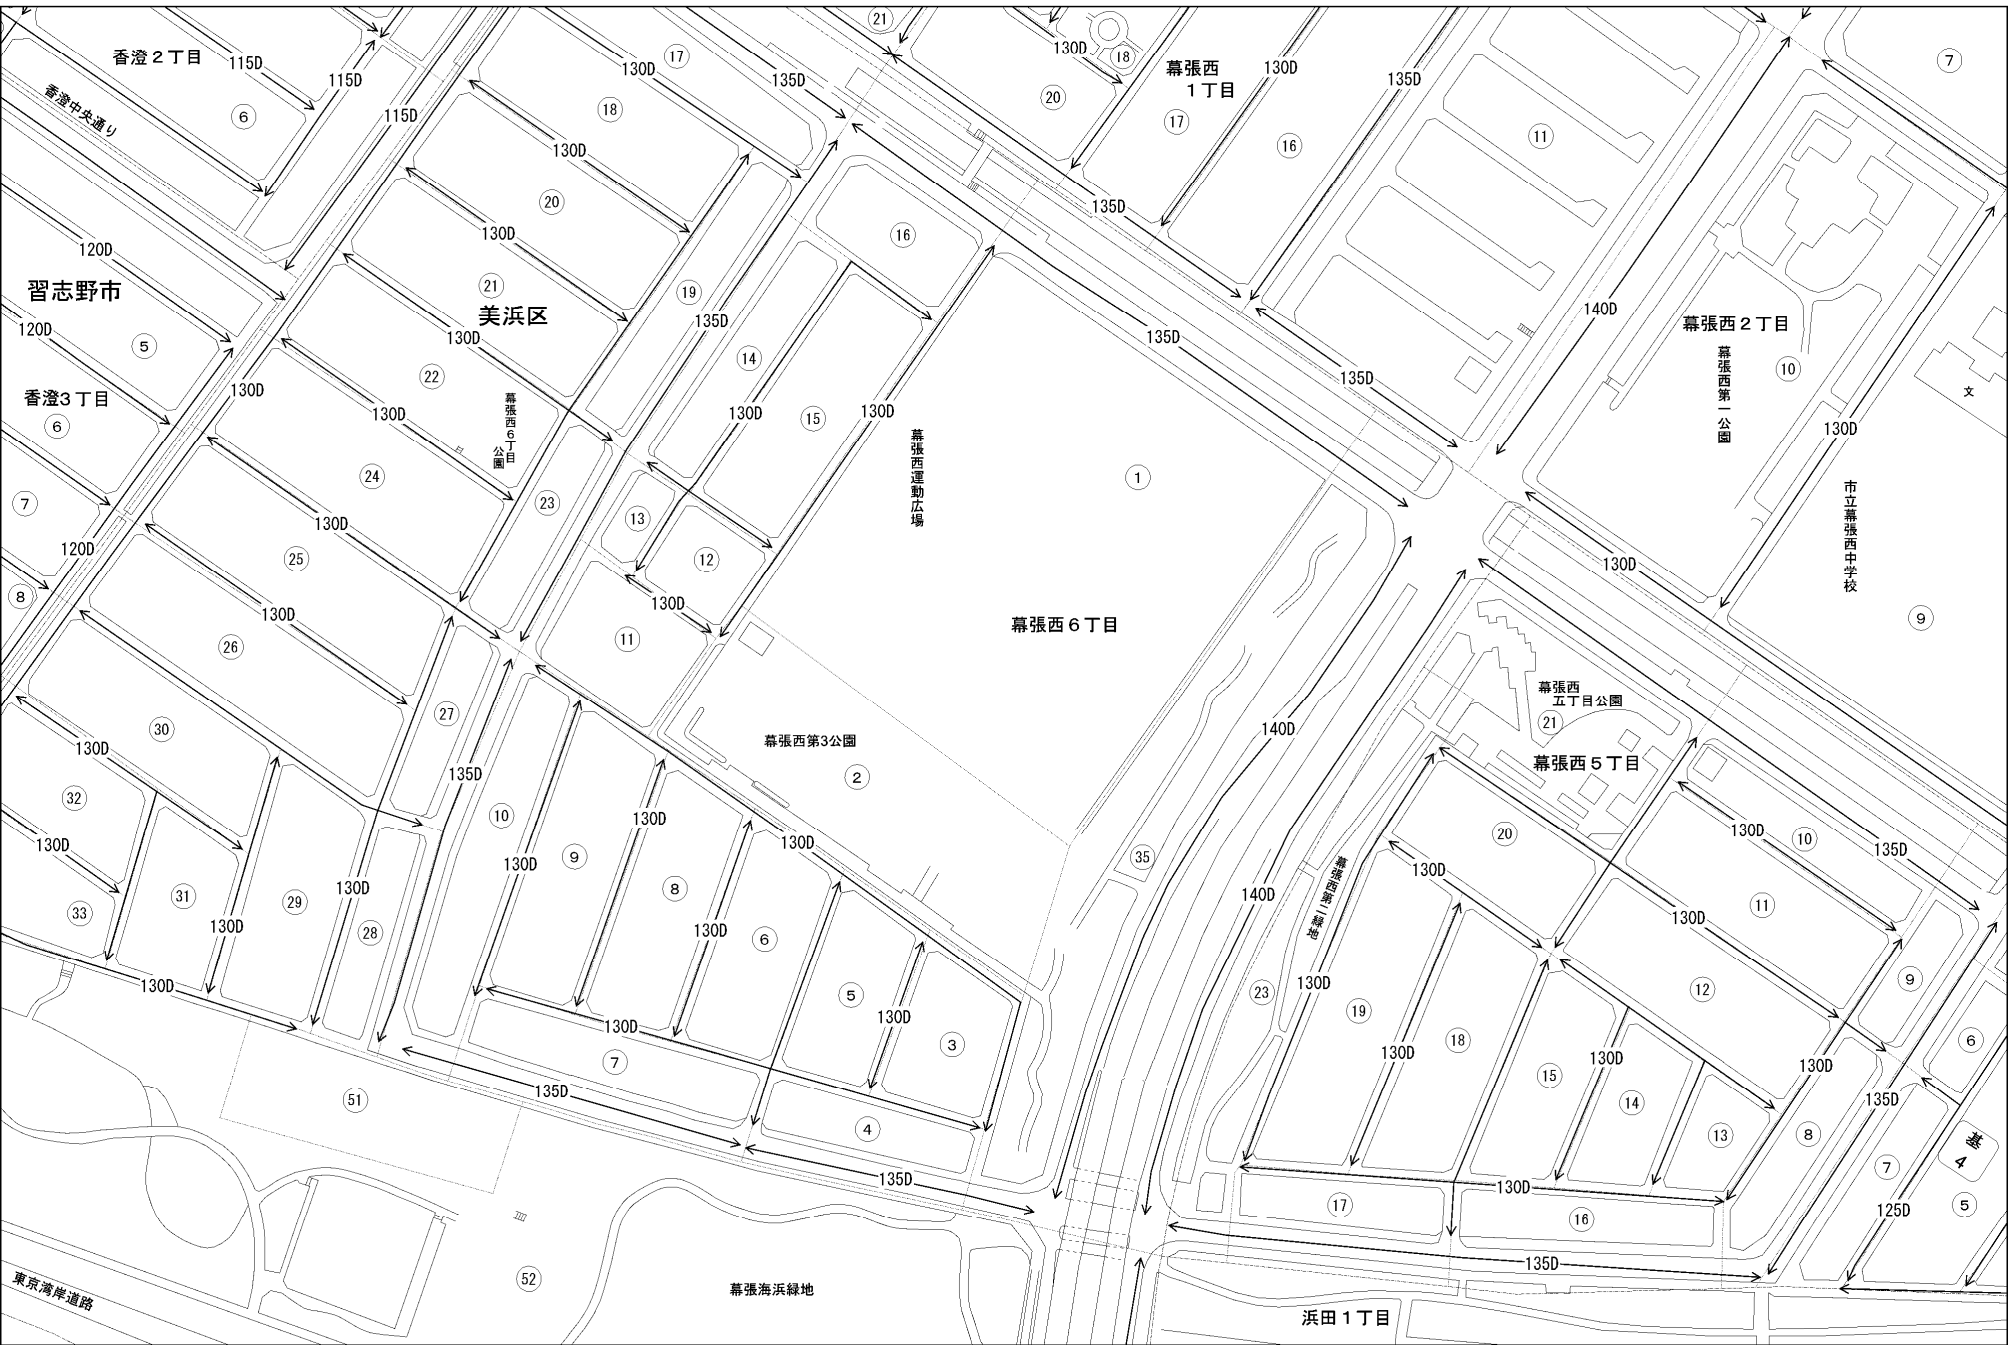 香澄２丁目
115D
115D
115D
香澄中央通り
⑥
⑰
130D
⑱
130D
135D
㉑
130D
⑱
⑳
幕張西
１丁目
⑰
130D
⑯
135D
⑪
⑦
120D
習志野市
⑳
130D
㉑
美浜区
130D
⑲
135D
⑯
135D
135D
135D
140D
幕張西２丁目
幕張西第一公園
⑩
文
120D
⑤
香澄３丁目
⑥
130D
㉒
130D
幕張西６丁目
公園
⑭
130D
⑮
130D
幕張西運動広場
①
135D
130D
市立幕張西中学校
⑨
⑦
120D
⑧
㉔
130D
㉕
130D
㉓
⑬
⑫
130D
⑪
幕張西６丁目
130D
㉖
㉗
130D
㉚
㉜
130D
㉝
㉛
130D
㉙
130D
㉘
130D
135D
⑩
130D
⑨
130D
⑧
130D
⑥
130D
⑤
130D
③
幕張西第3公園
②
130D
⑦
④
135D
135D
140D
140D
㉟
幕張西第二緑地
㉓
幕張西
五丁目公園
㉑
幕張西５丁目
⑳
130D
130D
⑲
130D
⑱
130D
⑮
130D
⑭
⑬
130D
⑩
135D
⑪
130D
⑫
130D
⑨
⑥
135D
⑧
⑦
基
4
125D
⑤
⑰
130D
⑯
135D
浜田１丁目
51
52
幕張海浜緑地
東京湾岸道路